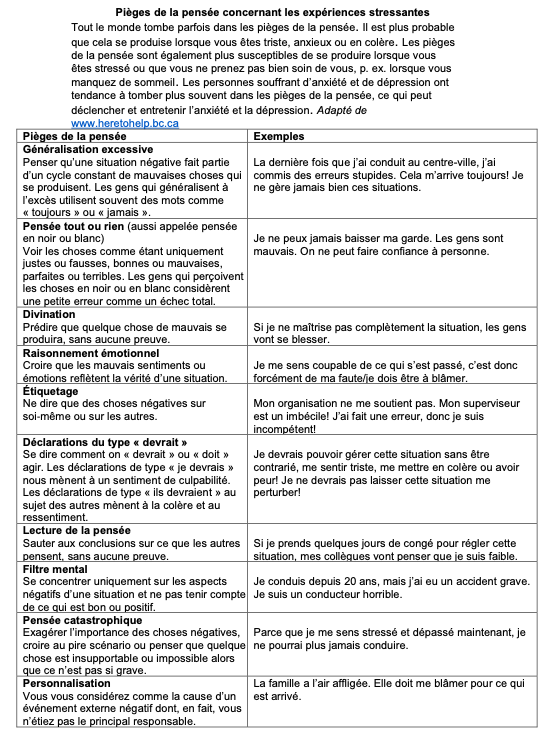 Pièges de la pensée concernant les expériences stressantes
Tout le monde tombe parfois dans les pièges de la pensée. Il est plus probable
que cela se produise lorsque vous êtes triste, anxieux ou en colère. Les pièges
de la pensée sont également plus susceptibles de se produire lorsque vous
êtes stressé ou que vous ne prenez pas bien soin de vous, p. ex. lorsque vous
manquez de sommeil. Les personnes souffrant d'anxiété et de dépression ont
tendance à tomber plus souvent dans les pièges de la pensée, ce qui peut
déclencher et entretenir l'anxiété et la dépression. Adapté de
www.heretohelp.bc.ca
Pièges de la pensée
Exemples
Généralisation excessive
Penser qu'une situation négative fait partie
d'un cycle constant de mauvaises choses qui
se produisent. Les gens qui généralisent à
l'excès utilisent souvent des mots comme
« toujours » ou « jamais ».
La dernière fois que j'ai conduit au centre-ville, j'ai
commis des erreurs stupides. Cela m'arrive toujours! Je
ne gère jamais bien ces situations.
Pensée tout ou rien (aussi appelée pensée
en noir ou blanc)
Voir les choses comme étant uniquement
justes ou fausses, bonnes ou mauvaises,
parfaites ou terribles. Les gens qui perçoivent
les choses en noir ou en blanc considèrent
une petite erreur comme un échec total.
Je ne peux jamais baisser ma garde. Les gens sont
mauvais. On ne peut faire confiance à personne.
Divination
Prédire que quelque chose de mauvais se
produira, sans aucune preuve.
Si je ne maîtrise pas complètement la situation, les gens
vont se blesser.
Raisonnement émotionnel
Croire que les mauvais sentiments ou
émotions reflètent la vérité d'une situation.
Je me sens coupable de ce qui s'est passé, c'est donc
forcément de ma faute/je dois être à blâmer.
Étiquetage
Ne dire que des choses négatives sur
soi-même ou sur les autres.
Mon organisation ne me soutient pas. Mon superviseur
est un imbécile! J'ai fait une erreur, donc je suis
incompétent!
Déclarations du type « devrait »
Se dire comment on « devrait » ou « doit »
agir. Les déclarations de type « je devrais »
nous mènent à un sentiment de culpabilité.
Les déclarations de type « ils devraient » au
sujet des autres mènent à la colère et au
ressentiment.
Je devrais pouvoir gérer cette situation sans être
contrarié, me sentir triste, me mettre en colère ou avoir
peur! Je ne devrais pas laisser cette situation me
perturber!
Lecture de la pensée
Sauter aux conclusions sur ce que les autres
pensent, sans aucune preuve.
Si je prends quelques jours de congé pour régler cette
situation, mes collègues vont penser que je suis faible.
Filtre mental
Se concentrer uniquement sur les aspects
négatifs d'une situation et ne pas tenir compte
de ce qui est bon ou positif.
Je conduis depuis 20 ans, mais j'ai eu un accident grave.
Je suis un conducteur horrible.
Pensée catastrophique
Exagérer l'importance des choses négatives,
croire au pire scénario ou penser que quelque
chose est insupportable ou impossible alors
que ce n'est pas si grave.
Parce que je me sens stressé et dépassé maintenant, je
ne pourrai plus jamais conduire.
Personnalisation
Vous vous considérez comme la cause d'un
événement externe négatif dont, en fait, vous
n'étiez pas le principal responsable.
La famille a l'air affligée. Elle doit me blâmer pour ce qui
est arrivé.